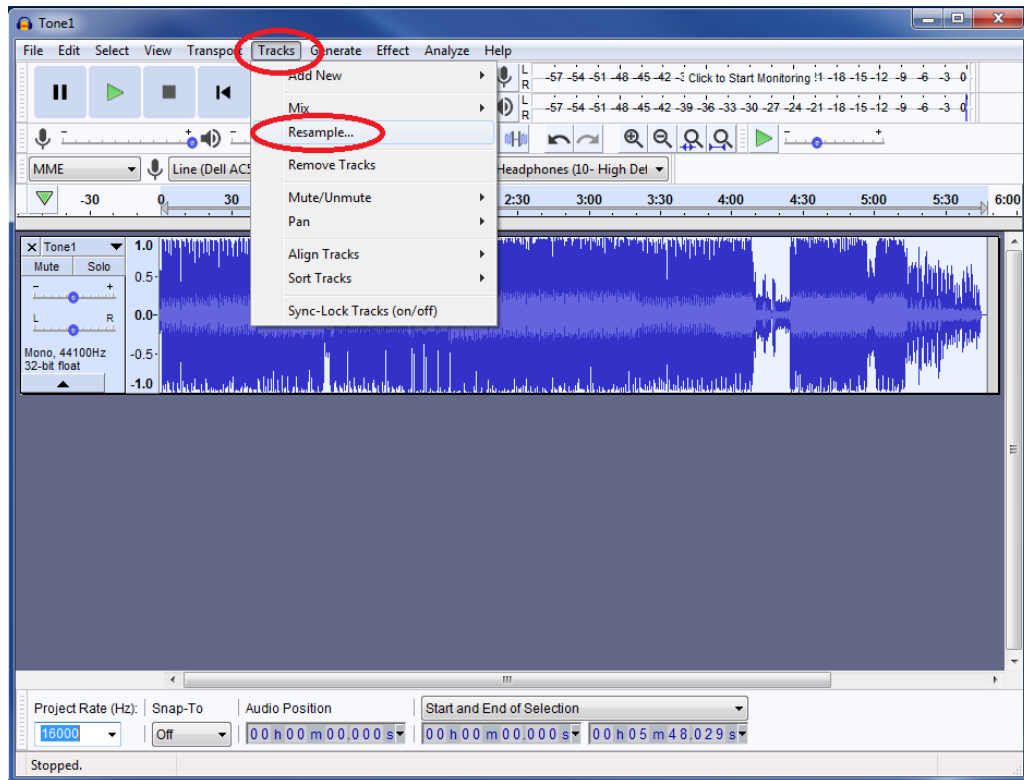 Tone1
File Edit Select View Transport Tracks Generate Effect Analyze Help
Add New
L
R
-57 -54 -51 -48 -45 -42 -3 Click to Start Monitoring !1 -18 -15 -12 -9 -6 -3 0
Mix
L
R
-57 -54 -51 -48 -45 -42 -39 -36 -33 -30 -27 -24 -21 -18 -15 -12 -9 -6 -3 0
Resample...
- +
-
- +
Remove Tracks
MME
Line (Dell AC5
Headphones (10- High Def
Mute/Unmute
-30 0 30 2:30 3:00 3:30 4:00 4:30 5:00 5:30 6:00
Pan
Align Tracks
Sort Tracks
Sync-Lock Tracks (on/off)
x Tone1
Mute Solo
- +
L R
Mono, 44100Hz
32-bit float
1.0
0.5-
0.0-
-0.5-
-1.0
Project Rate (Hz): Snap-To Audio Position Start and End of Selection
16000 Off 00 h 00 m 00.000 s 00 h 00 m 00.000 s 00 h 05 m 48.029 s
Stopped.